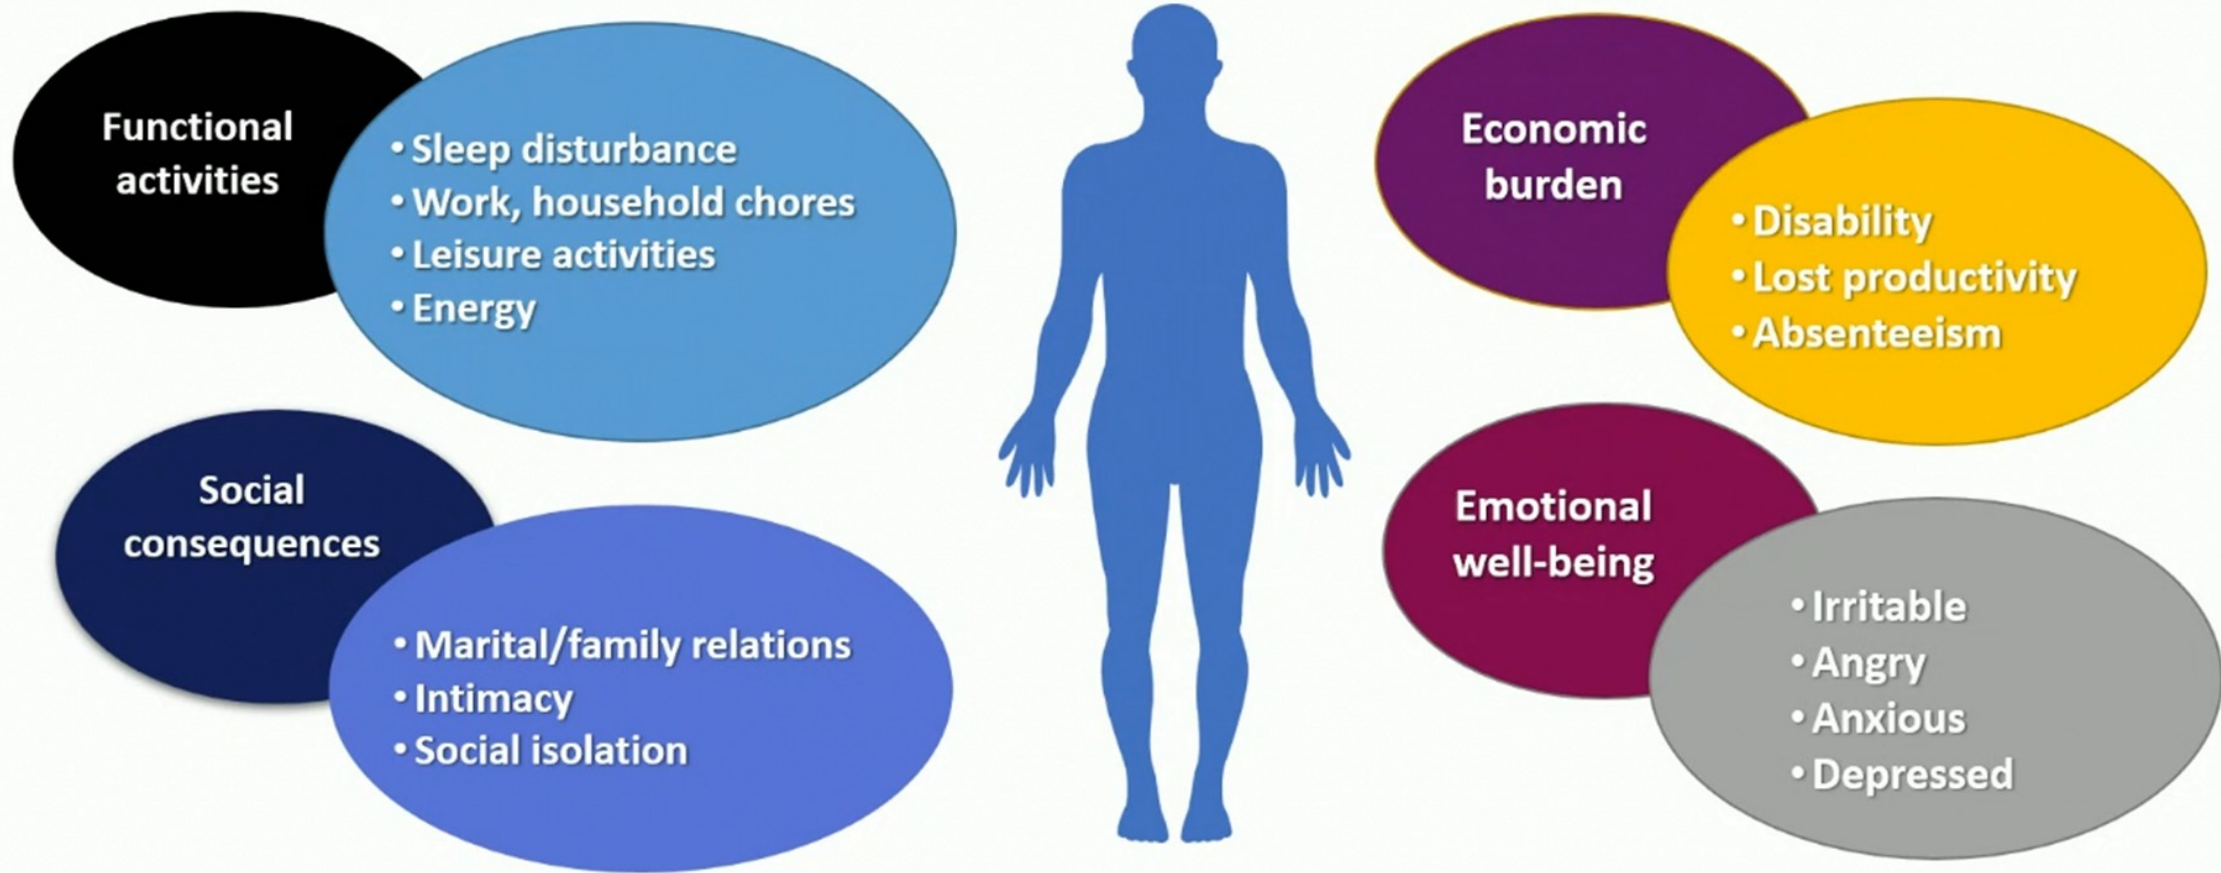 Functional
activities
• Sleep disturbance
• Work, household chores
• Leisure activities
• Energy
Social
consequences
• Marital/family relations
• Intimacy
• Social isolation
Economic
burden
• Disability
• Lost productivity
• Absenteeism
Emotional
well-being
• Irritable
• Angry
• Anxious
• Depressed